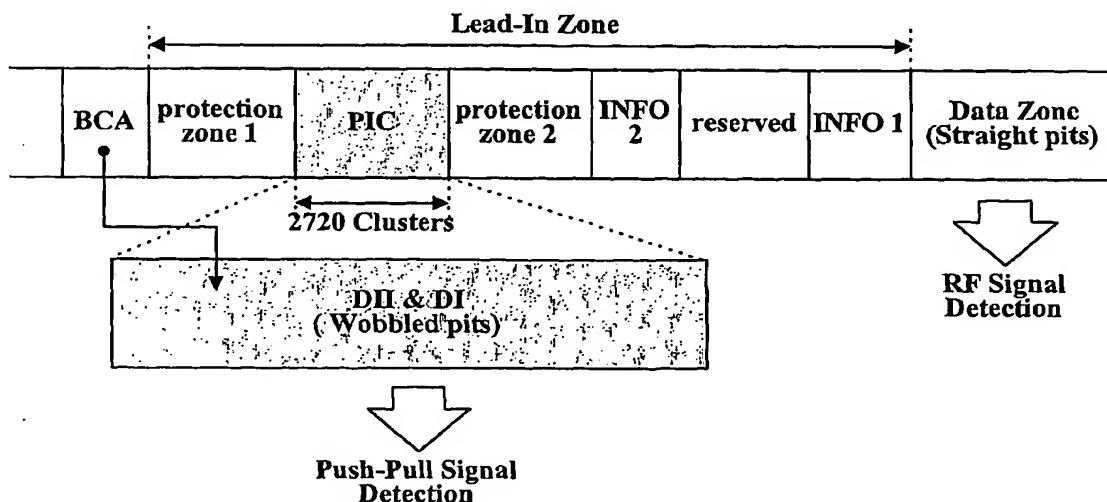 Lead-In Zone
BCA
protection
zone 1
PIC
protection
zone 2
INFO
2
reserved
INFO 1
Data Zone
(Straight pits)
2720 Clusters
DII & DI
( Wobbled pits)
RF Signal
Detection
Push-Pull Signal
Detection